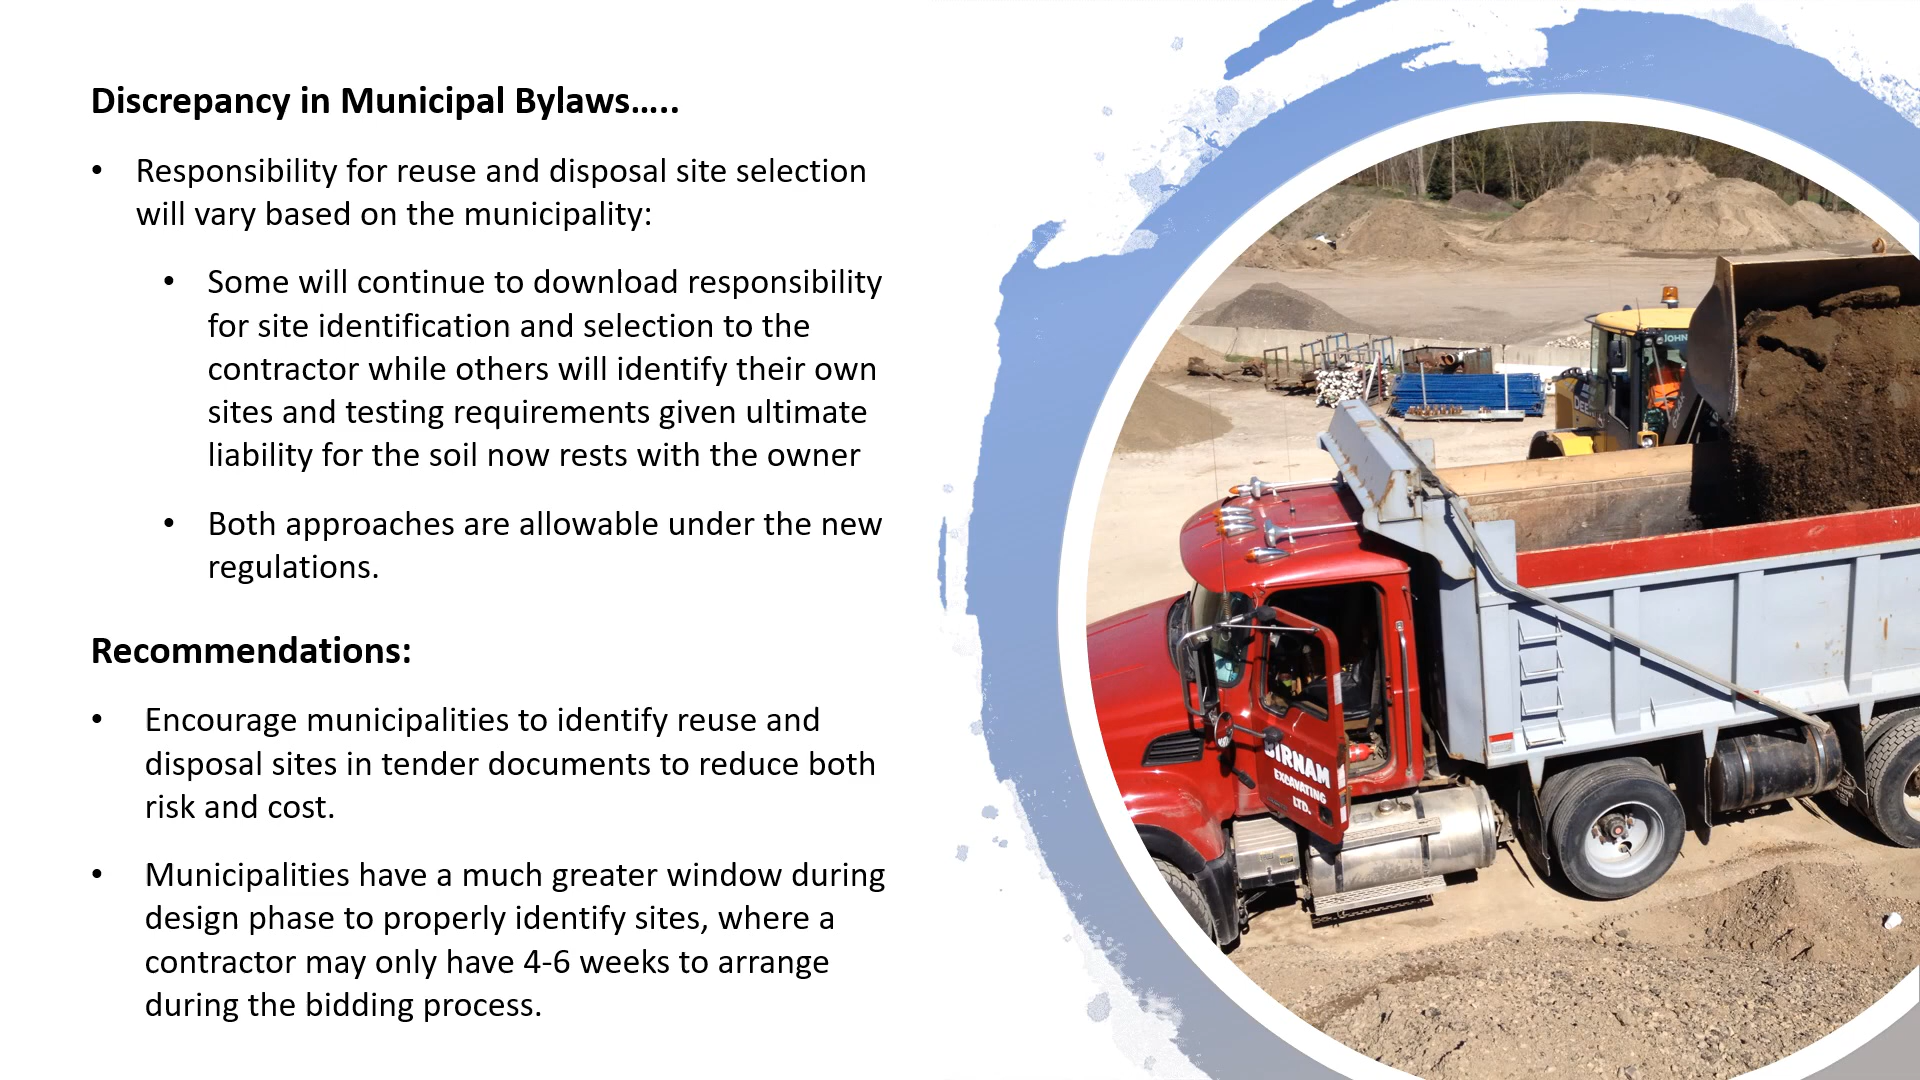 Discrepancy in Municipal Bylaws.....
• Responsibility for reuse and disposal site selection
will vary based on the municipality:
• Some will continue to download responsibility
for site identification and selection to the
contractor while others will identify their own
sites and testing requirements given ultimate
liability for the soil now rests with the owner
• Both approaches are allowable under the new
regulations.
Recommendations:
• Encourage municipalities to identify reuse and
disposal sites in tender documents to reduce both
risk and cost.
• Municipalities have a much greater window during
design phase to properly identify sites, where a
contractor may only have 4-6 weeks to arrange
during the bidding process.
JOHN
DEE
BIRNAM
EXCAVATING
LTD.